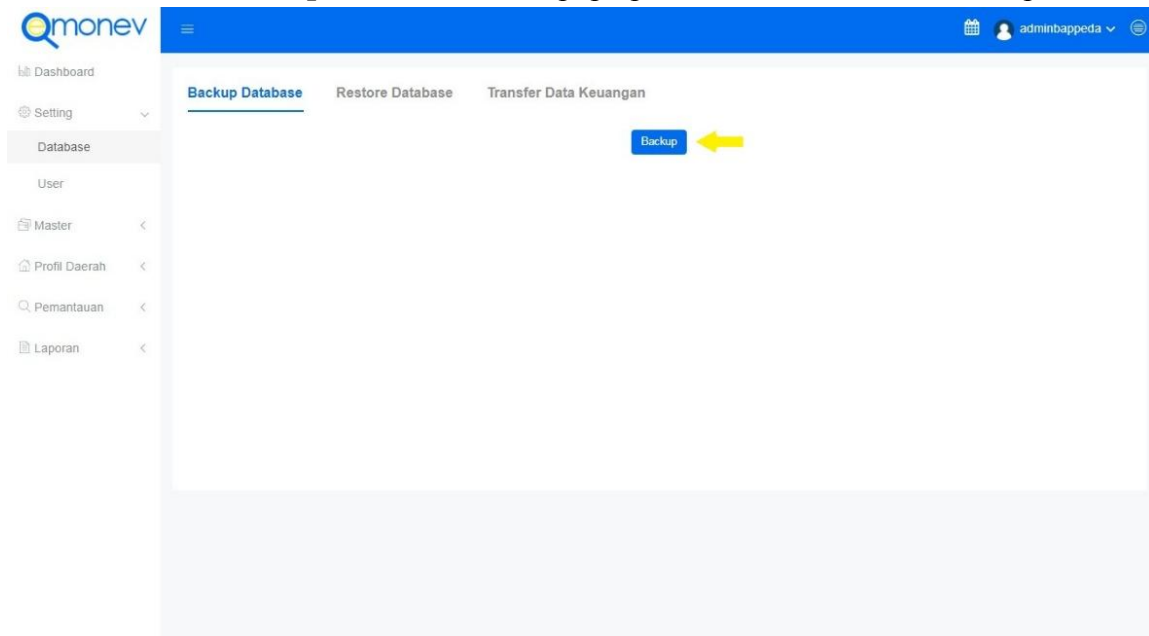 Qmonev
adminbappeda
Dashboard
Setting
Database
User
Master
Profil Daerah
Pemantauan
Laporan
Backup Database Restore Database Transfer Data Keuangan
Backup